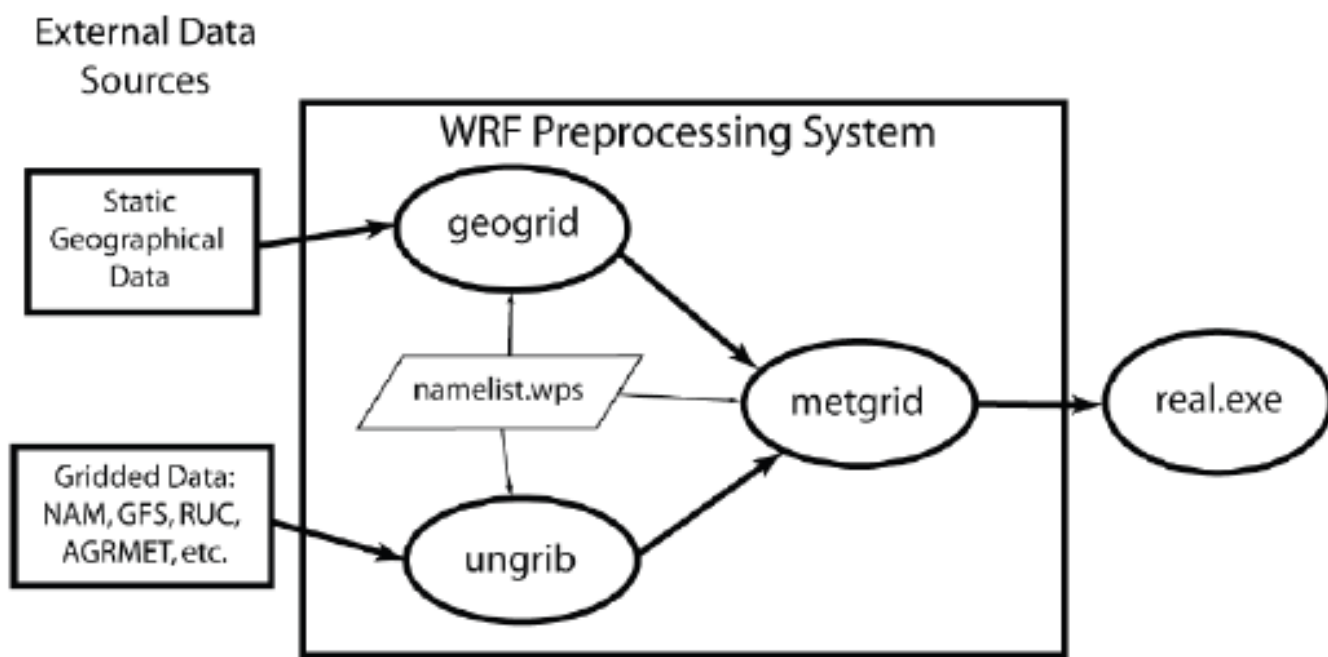 External Data
Sources
WRF Preprocessing System
Static
Geographical
Data
geogrid
namelist.wps
metgrid
real.exe
Gridded Data:
NAM, GFS, RUC,
AGRMET, etc.
ungrib